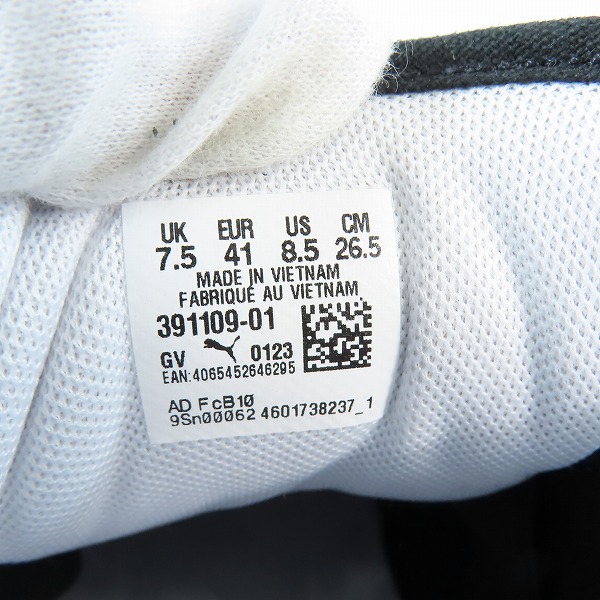 UK EUR US CM
7.5 41 8.5 26.5
MADE IN VIETNAM
FABRIQUÉ AU VIETNAM
391109-01
GV 0123
EAN:4065452646295
AD FcB10
9Sn00062 4601738237_1